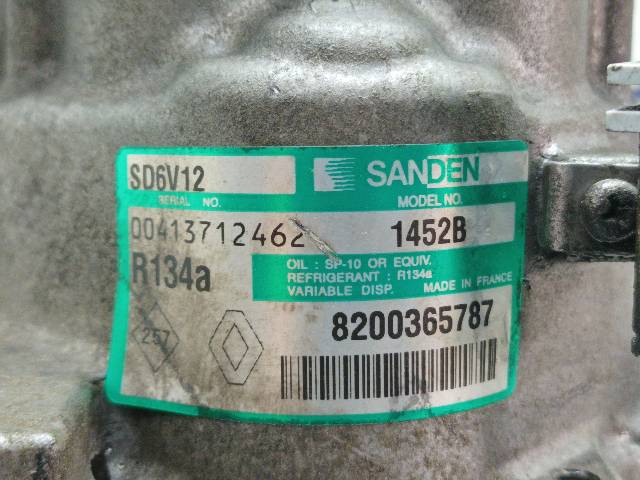 SD6V12
SANDEN
SERIAL NO.
MODEL NO.
00413712462
1452B
R134a
OIL : SP-10 OR EQUIV.
REFRIGERANT : R134a
VARIABLE DISP. MADE IN FRANCE
257
8200365787